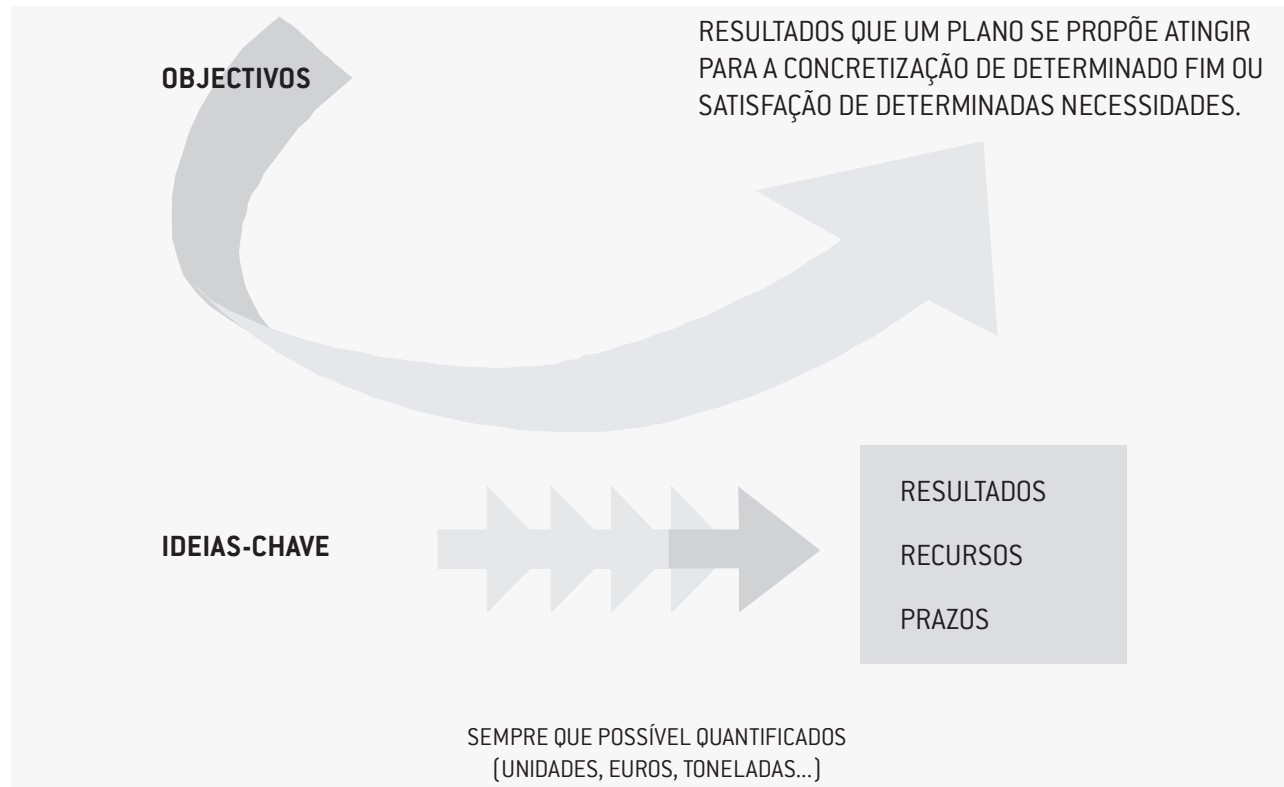 OBJECTIVOS
RESULTADOS QUE UM PLANO SE PROPÕE ATINGIR
PARA A CONCRETIZAÇÃO DE DETERMINADO FIM OU
SATISFAÇÃO DE DETERMINADAS NECESSIDADES.
IDEIAS-CHAVE
RESULTADOS
RECURSOS
PRAZOS
SEMPRE QUE POSSÍVEL QUANTIFICADOS
(UNIDADES, EUROS, TONELADAS...)